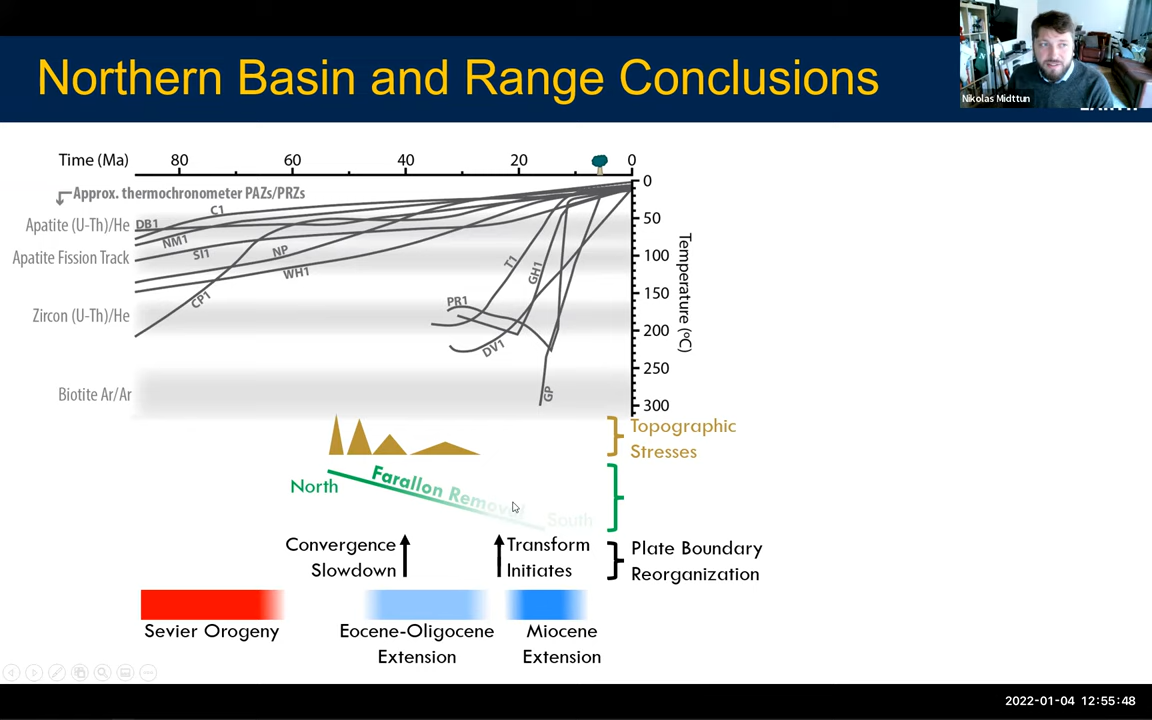 Northern Basin and Range Conclusions
Nikolas Midttun
Time (Ma) 80 60 40 20 0
Approx. thermochronometer PAZs/PRZs
Apatite (U-Th)/He
Apatite Fission Track
Zircon (U-Th)/He
Biotite Ar/Ar
C1
DB1
NM1
SI1
NP
WH1
CP1
T1
GH1
PR1
DV1
GP
0
50
100
150
200
250
300
Temperature (ºC)
Topographic
Stresses
North
Farallon Removal
South
Convergence
Slowdown
Transform
Initiates
Plate Boundary
Reorganization
Sevier Orogeny
Eocene-Oligocene
Extension
Miocene
Extension
2022-01-04 12:55:48